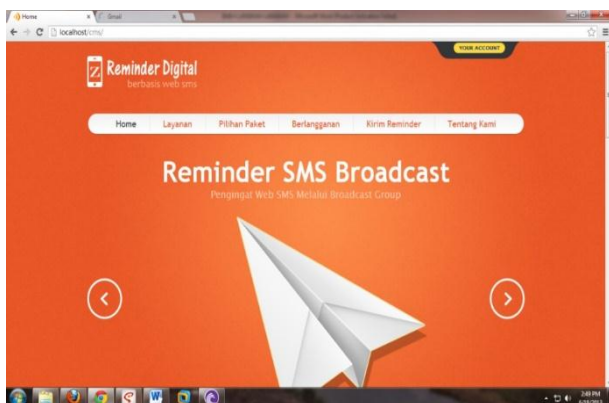 Home
Gmail
localhost/cms/
YOUR ACCOUNT
Z
Reminder Digital
berbasis web sms
Home Layanan Pilihan Paket Berlangganan Kirim Reminder Tentang Kami
Reminder SMS Broadcast
Pengingat Web SMS Melalui Broadcast Group
W
2:49 PM